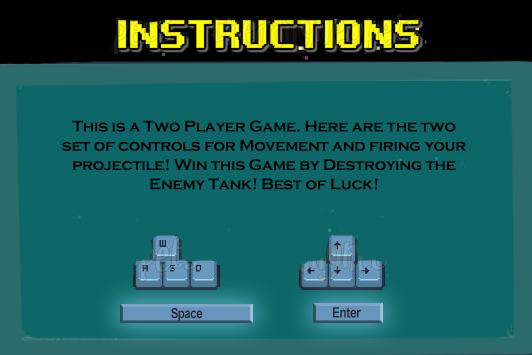 INSTRUCTIONS
This is a Two Player Game. Here are the two
set of controls for Movement and firing your
projectile! Win this Game by Destroying the
Enemy Tank! Best of Luck!
W ↑
A S D ← ↓ →
Space Enter